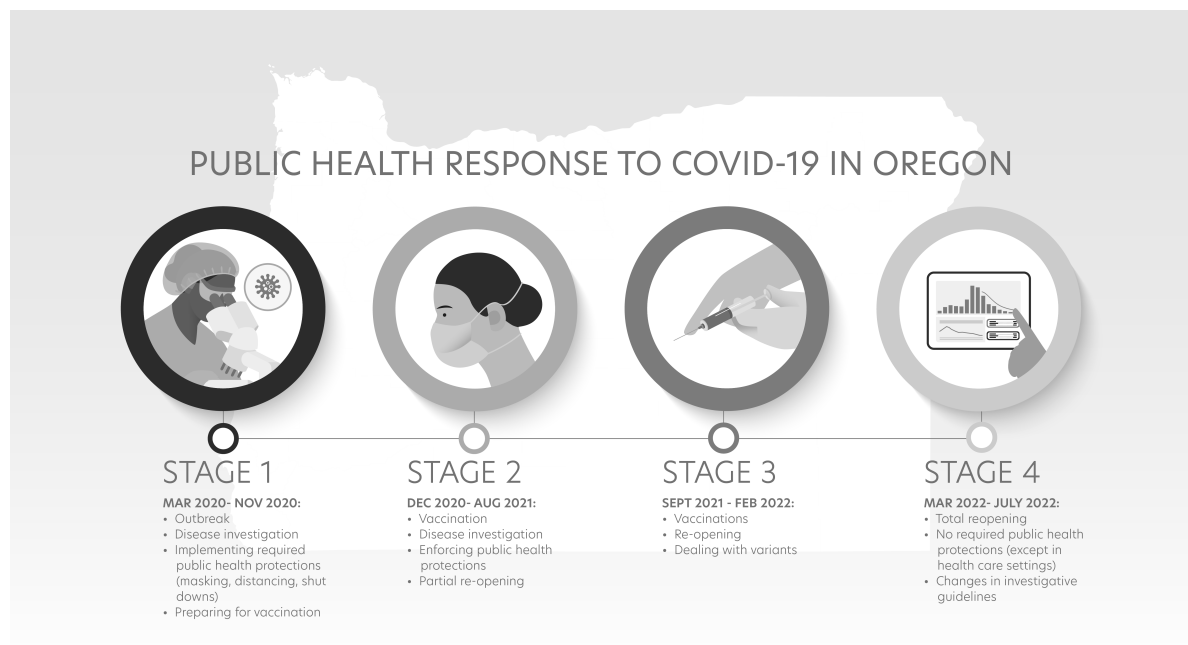 PUBLIC HEALTH RESPONSE TO COVID-19 IN OREGON
STAGE 1
MAR 2020- NOV 2020:
• Outbreak
• Disease investigation
• Implementing required
public health protections
(masking, distancing, shut
downs)
• Preparing for vaccination
STAGE 2
DEC 2020- AUG 2021:
• Vaccination
• Disease investigation
• Enforcing public health
protections
• Partial re-opening
STAGE 3
SEPT 2021 - FEB 2022:
• Vaccinations
• Re-opening
• Dealing with variants
STAGE 4
MAR 2022- JULY 2022:
• Total reopening
• No required public health
protections (except in
health care settings)
• Changes in investigative
guidelines